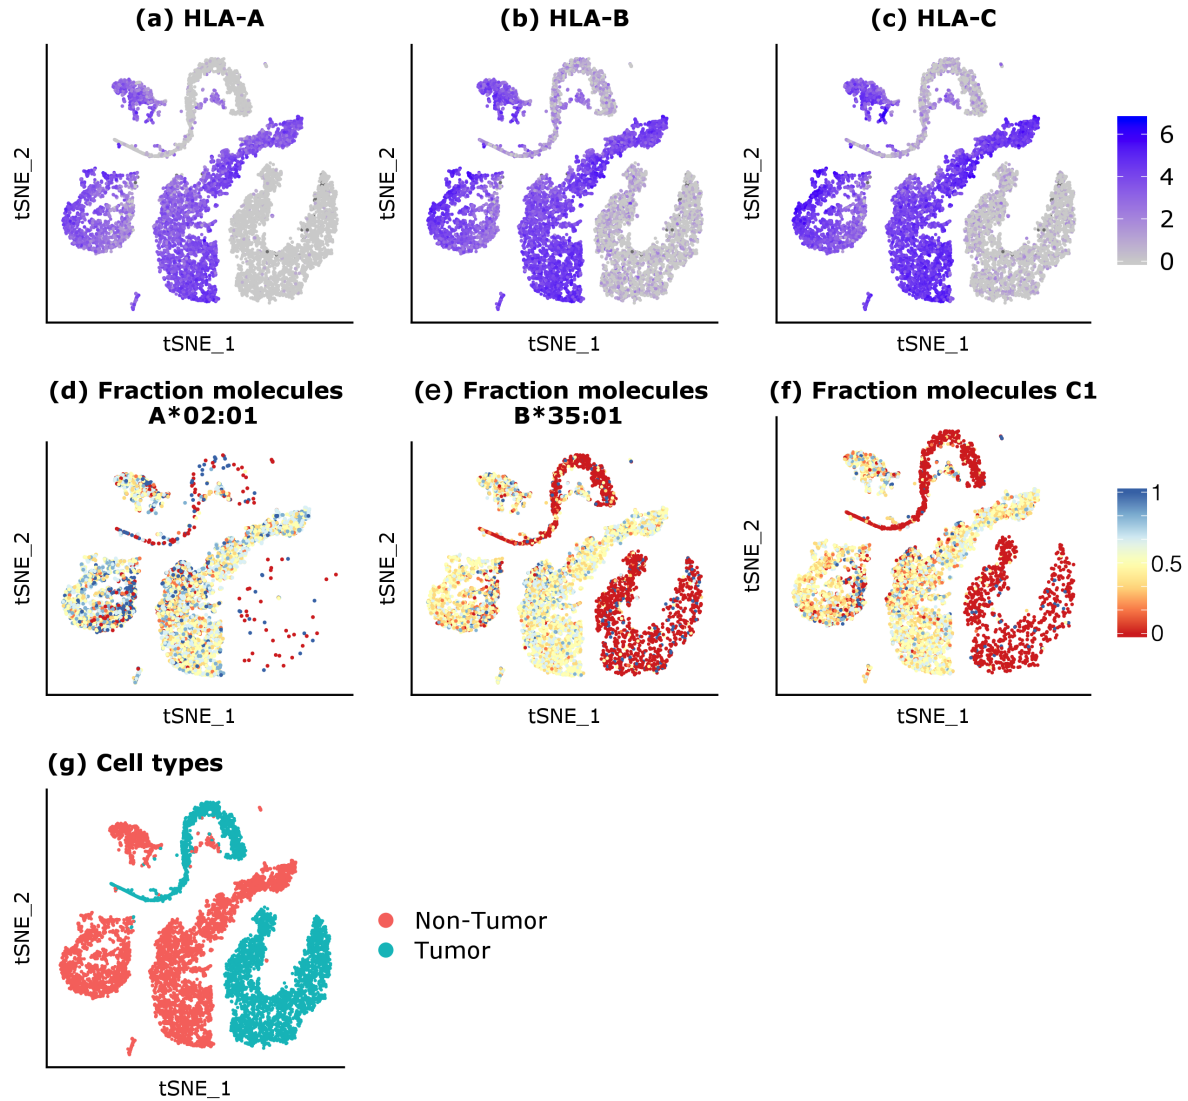 (a) HLA-A
(b) HLA-B
(c) HLA-C
tSNE_2
tSNE_2
tSNE_2
6
4
2
0
tSNE_1
tSNE_1
tSNE_1
(d) Fraction molecules
A*02:01
(e) Fraction molecules
B*35:01
(f) Fraction molecules C1
tSNE_2
tSNE_2
tSNE_2
1
0.5
0
tSNE_1
tSNE_1
tSNE_1
(g) Cell types
tSNE_2
Non-Tumor
Tumor
tSNE_1